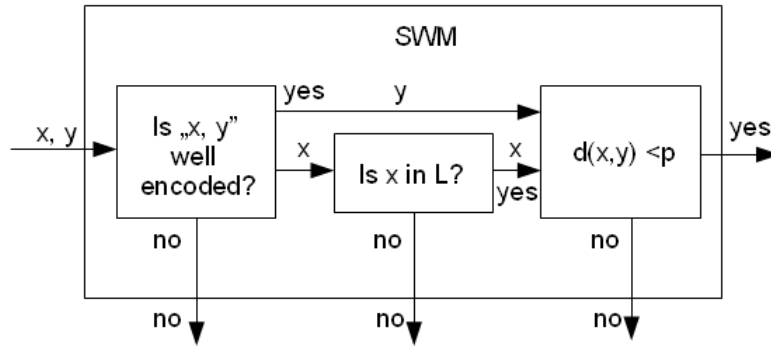 SWM
x, y
Is „x, y”
well
encoded?
yes
y
x
Is x in L?
x
yes
d(x,y) <p
yes
no
no
no
no
no
no